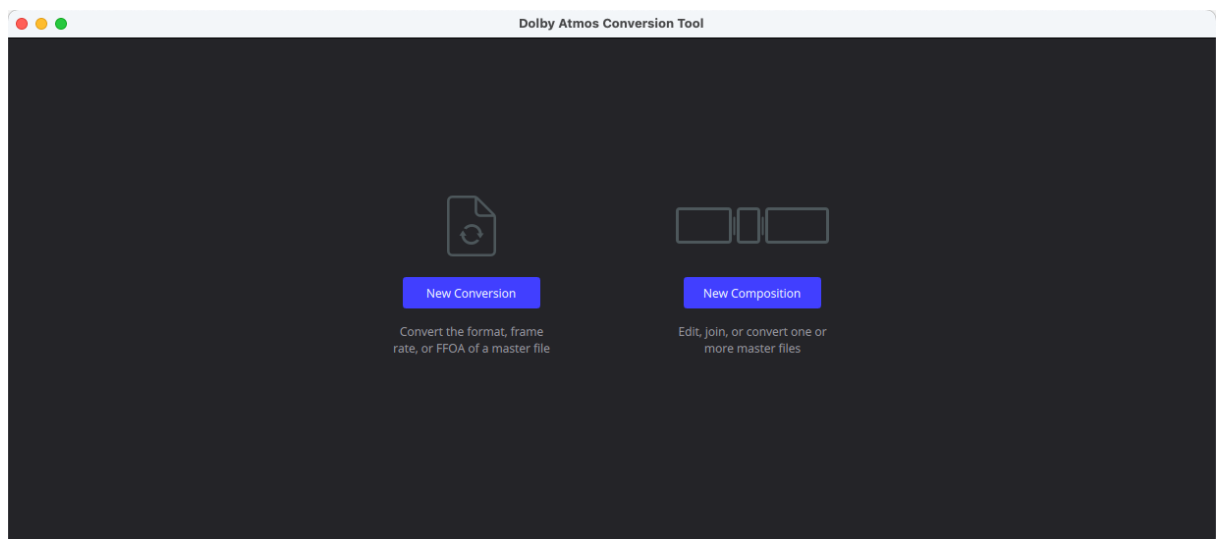 Dolby Atmos Conversion Tool
New Conversion
Convert the format, frame
rate, or FFOA of a master file
New Composition
Edit, join, or convert one or
more master files